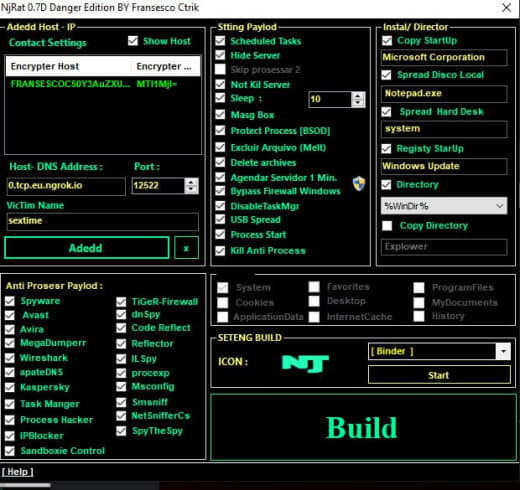 NjRat 0.7D Danger Edition BY Fransesco Ctrik
Adedd Host - IP
Contact Settings
Show Host
Encrypter Host
Encrypter ...
FRANSESCOC50Y3AuZXU...
MTI1MjI=
Host- DNS Address :
Port :
0.tcp.eu.ngrok.io
12522
VicTim Name
sextime
Adedd
x
Stting Paylod
Scheduled Tasks
Hide Server
Skip prosessar 2
Not Kil Server
Sleep :
10
Masg Box
Protect Process [BSOD]
Excluir Arquivo (Melt)
Delete archives
Agendar Servidor 1 Min.
Bypass Firewall Windows
DisableTaskMgr
USB Spread
Process Start
Kill Anti Process
Instal/ Director
Copy StartUp
Microsoft Corporation
Spread Disco Local
Notepad.exe
Spread Hard Desk
system
Registy StarUp
Windows Update
Directory
%WinDir%
Copy Directory
Explower
Anti Prosesr Paylod :
Spyware
Avast
Avira
MegaDumperr
Wireshark
apateDNS
Kaspersky
Task Manger
Process Hacker
IPBlocker
Sandboxie Control
TiGeR-Firewall
dnSpy
Code Reflect
Reflector
ILSpy
procexp
Msconfig
Smsniff
NetSnifferCs
SpyTheSpy
System
Cookies
ApplicationData
Favorites
Desktop
InternetCache
ProgramFiles
MyDocuments
History
SETENG BUILD
ICON :
NJ
[ Binder ]
Start
Build
[ Help ]